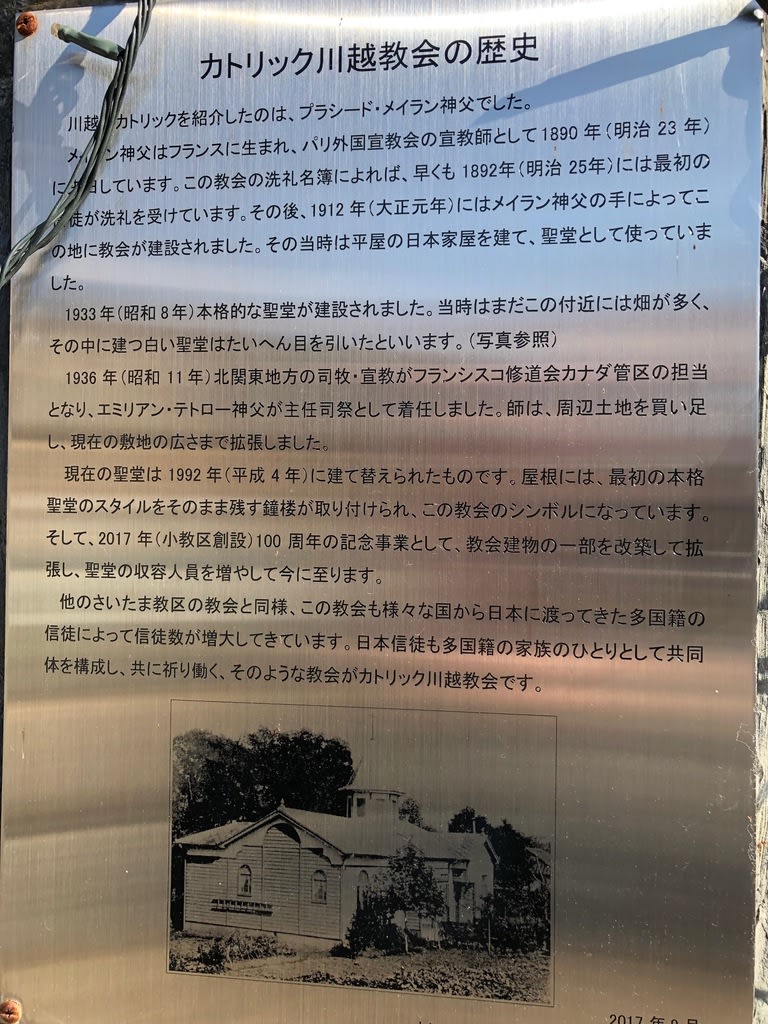 カトリック川越教会の歴史
川越 カトリックを紹介したのは、プラシード・メイラン神父でした。
メイラン神父はフランスに生まれ、パリ外国宣教会の宣教師として1890年(明治23年)
に 日しています。この教会の洗礼名簿によれば、早くも1892年(明治25年)には最初の
徒が洗礼を受けています。その後、1912年(大正元年)にはメイラン神父の手によってこ
の地に教会が建設されました。その当時は平屋の日本家屋を建て、聖堂として使っていま
した。
1933年(昭和8年)本格的な聖堂が建設されました。当時はまだこの付近には畑が多く、
その中に建つ白い聖堂はたいへん目を引いたといいます。(写真参照)
1936年(昭和11年)北関東地方の司牧・宣教がフランシスコ修道会カナダ管区の担当
となり、エミリアン・テトロー神父が主任司祭として着任しました。師は、周辺土地を買い足
し、現在の敷地の広さまで拡張しました。
現在の聖堂は1992年(平成4年)に建て替えられたものです。屋根には、最初の本格
聖堂のスタイルをそのまま残す鐘楼が取り付けられ、この教会のシンボルになっています。
そして、2017年(小教区創設)100周年の記念事業として、教会建物の一部を改築して拡
張し、聖堂の収容人員を増やして今に至ります。
他のさいたま教区の教会と同様、この教会も様々な国から日本に渡ってきた多国籍の
信徒によって信徒数が増大してきています。日本信徒も多国籍の家族のひとりとして共同
体を構成し、共に祈り働く、そのような教会がカトリック川越教会です。
2017年9月